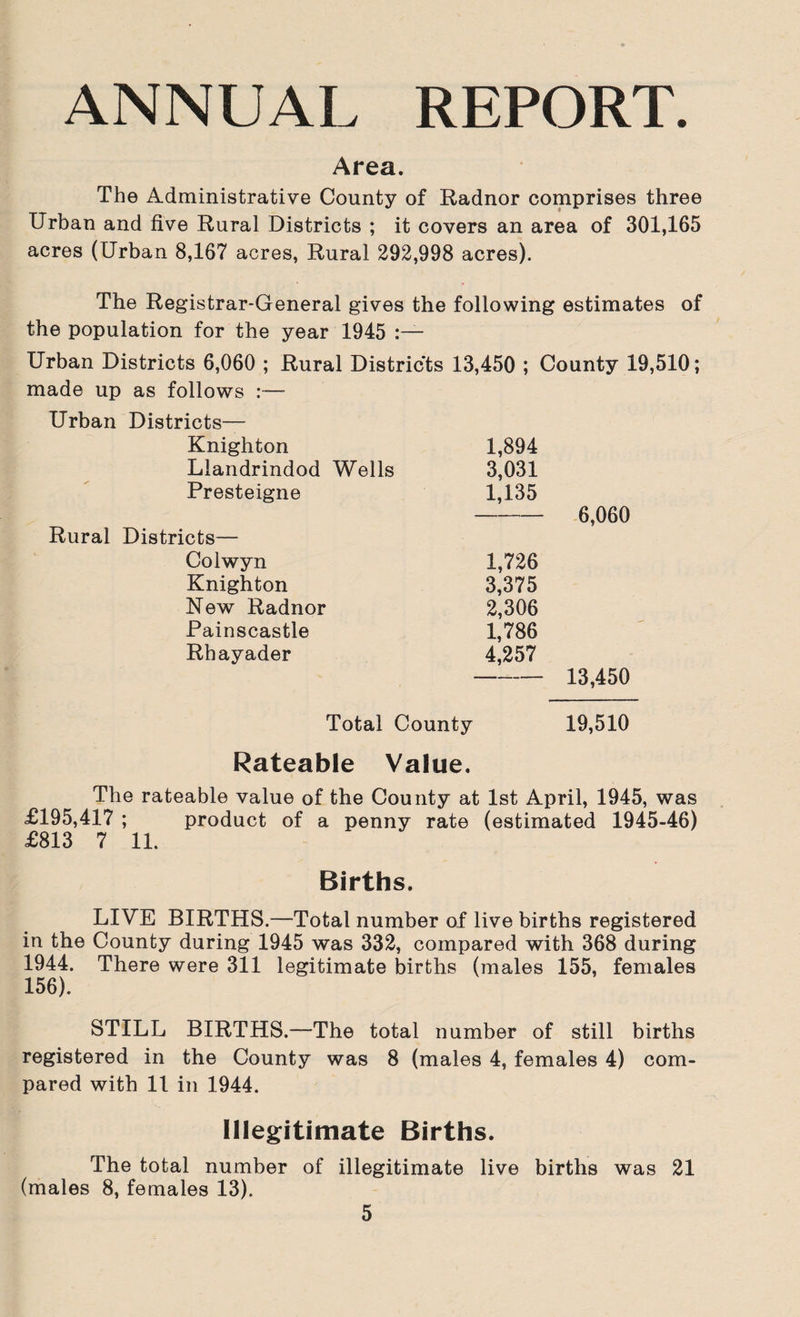 ANNUAL REPORT.
Area.
The Administrative County of Radnor comprises three
Urban and five Rural Districts ; it covers an area of 301,165
acres (Urban 8,167 acres, Rural 292,998 acres).
The Registrar-General gives the following estimates of
the population for the year 1945 :—
Urban Districts 6,060 ; Rural Districts 13,450 ; County 19,510;
made up as follows :—
Urban Districts—
Knighton 1,894
Llandrindod Wells 3,031
Presteigne 1,135
6,060
Rural Districts—
Colwyn 1,726
Knighton 3,375
New Radnor 2,306
Painscastle 1,786
Rhayader 4,257
13,450
Total County 19,510
Rateable Value.
The rateable value of the County at 1st April, 1945, was
£195,417 ; product of a penny rate (estimated 1945-46)
£813 7 11.
Births.
LIVE BIRTHS.—Total number of live births registered
in the County during 1945 was 332, compared with 368 during
1944. There were 311 legitimate births (males 155, females
156).
STILL BIRTHS.—The total number of still births
registered in the County was 8 (males 4, females 4) com-
pared with 11 in 1944.
Illegitimate Births.
The total number of illegitimate live births was 21
(males 8, females 13).
5